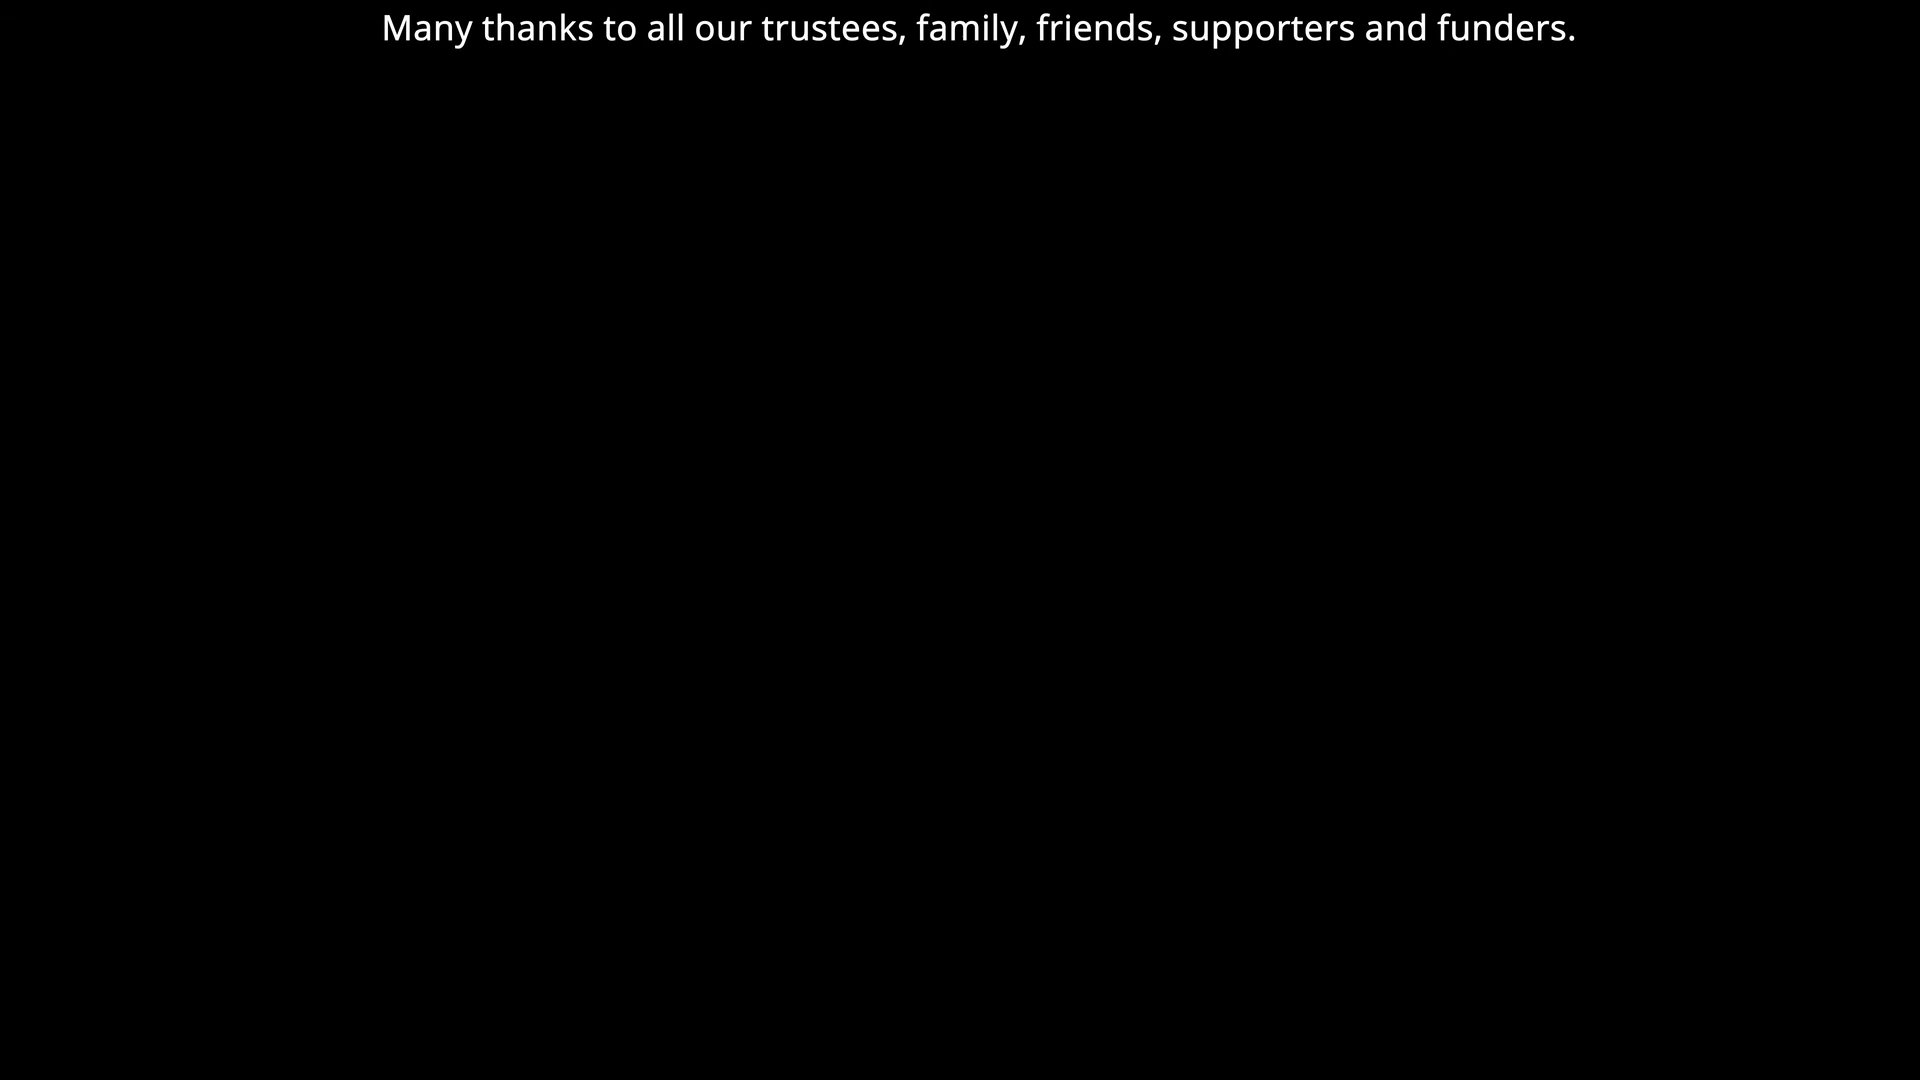 Many thanks to all our trustees, family, friends, supporters and funders.